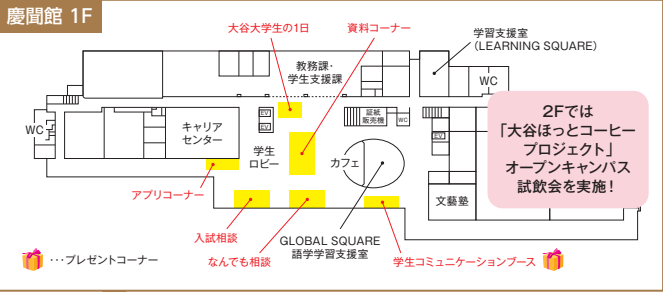 慶聞館 1F
大谷大学生の1日
資料コーナー
学習支援室
（LEARNING SQUARE）
教務課・
学生支援課
WC
EV
EV
証紙
販売機
WC
WC
キャリア
センター
学生
ロビー
カフェ
EV
2Fでは
「大谷ほっとコーヒー
プロジェクト」
オープンキャンパス
試飲会を実施！
アプリコーナー
文藝塾
入試相談
なんでも相談
GLOBAL SQUARE
語学学習支援室
学生コミュニケーションブース
･･･プレゼントコーナー